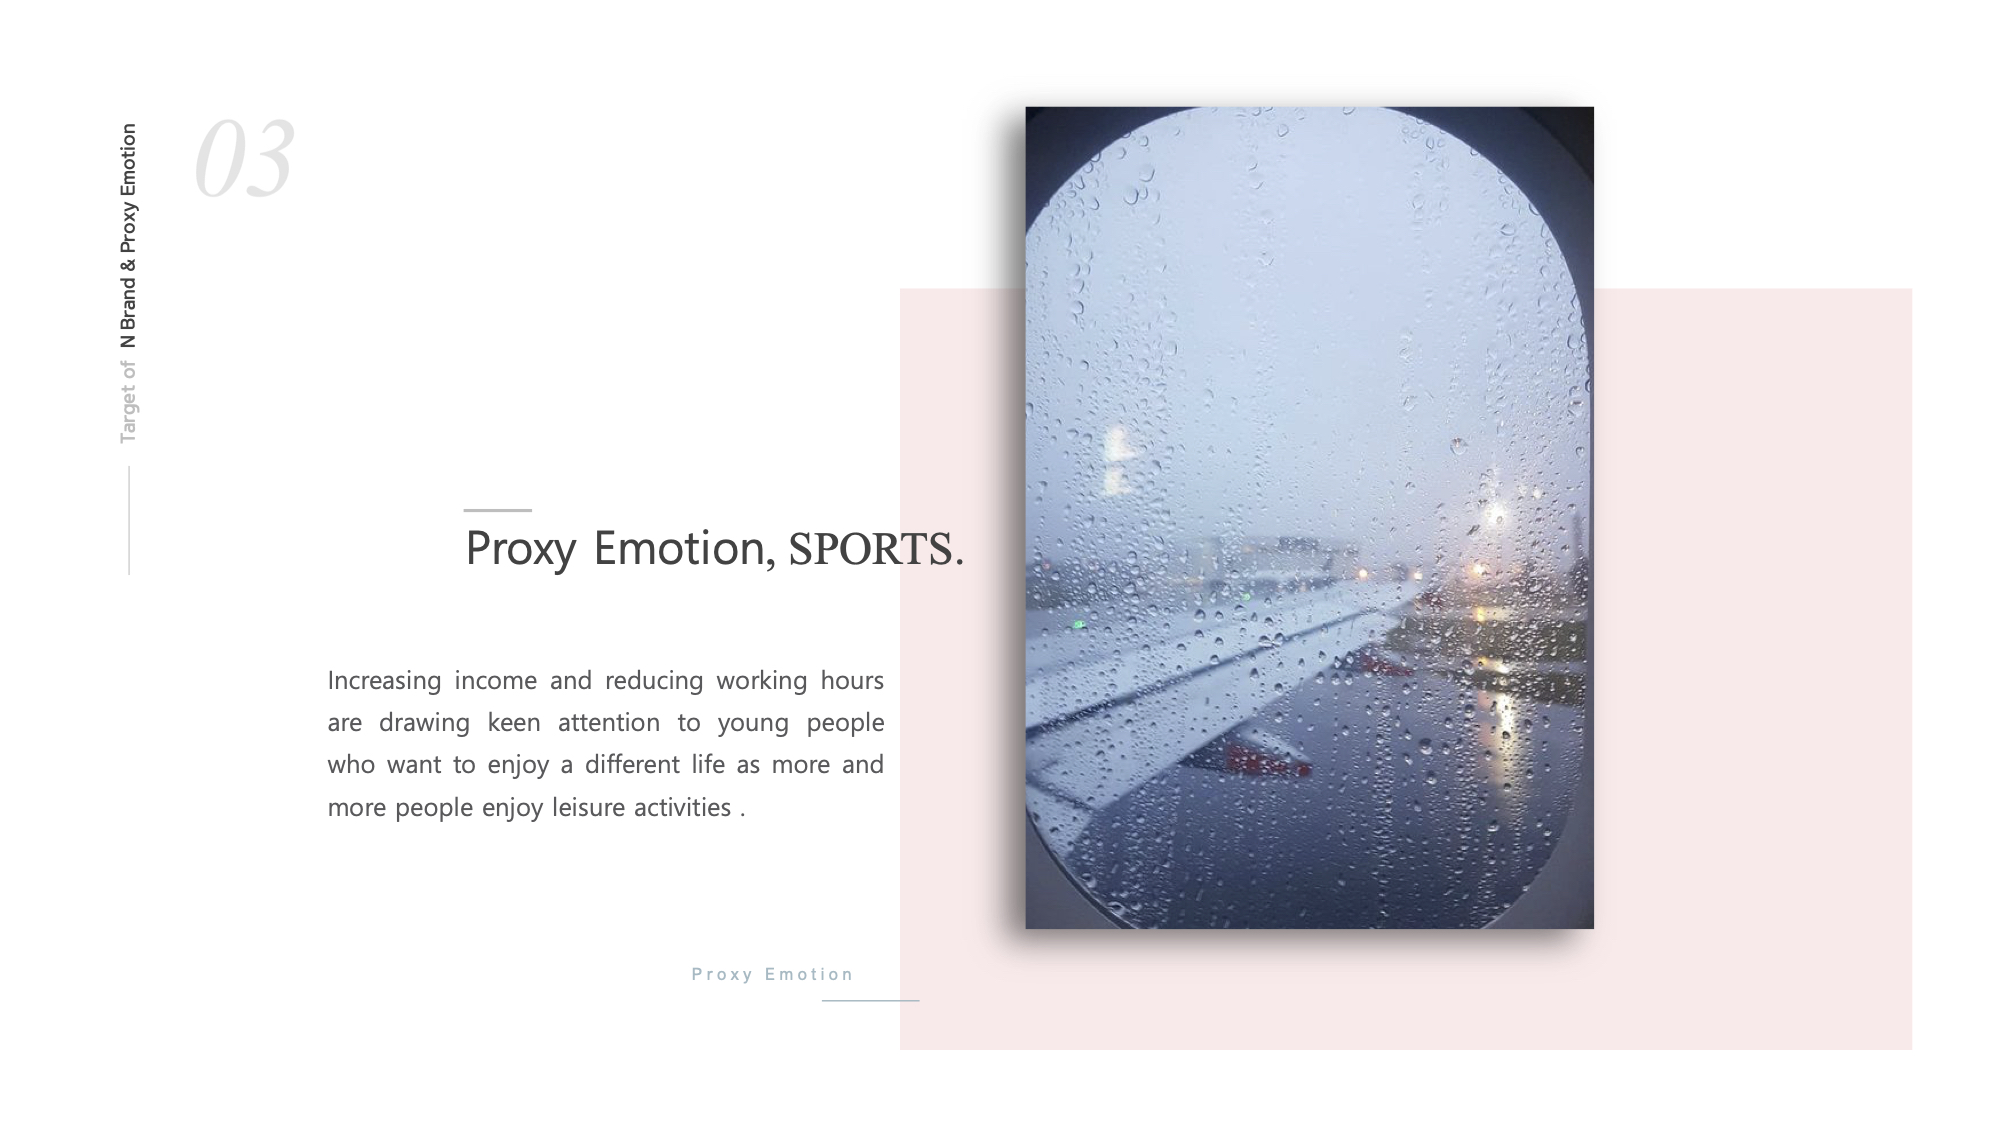 03
Target of N Brand & Proxy Emotion
Proxy Emotion, SPORTS.
Increasing income and reducing working hours
are drawing keen attention to young people
who want to enjoy a different life as more and
more people enjoy leisure activities .
Proxy Emotion